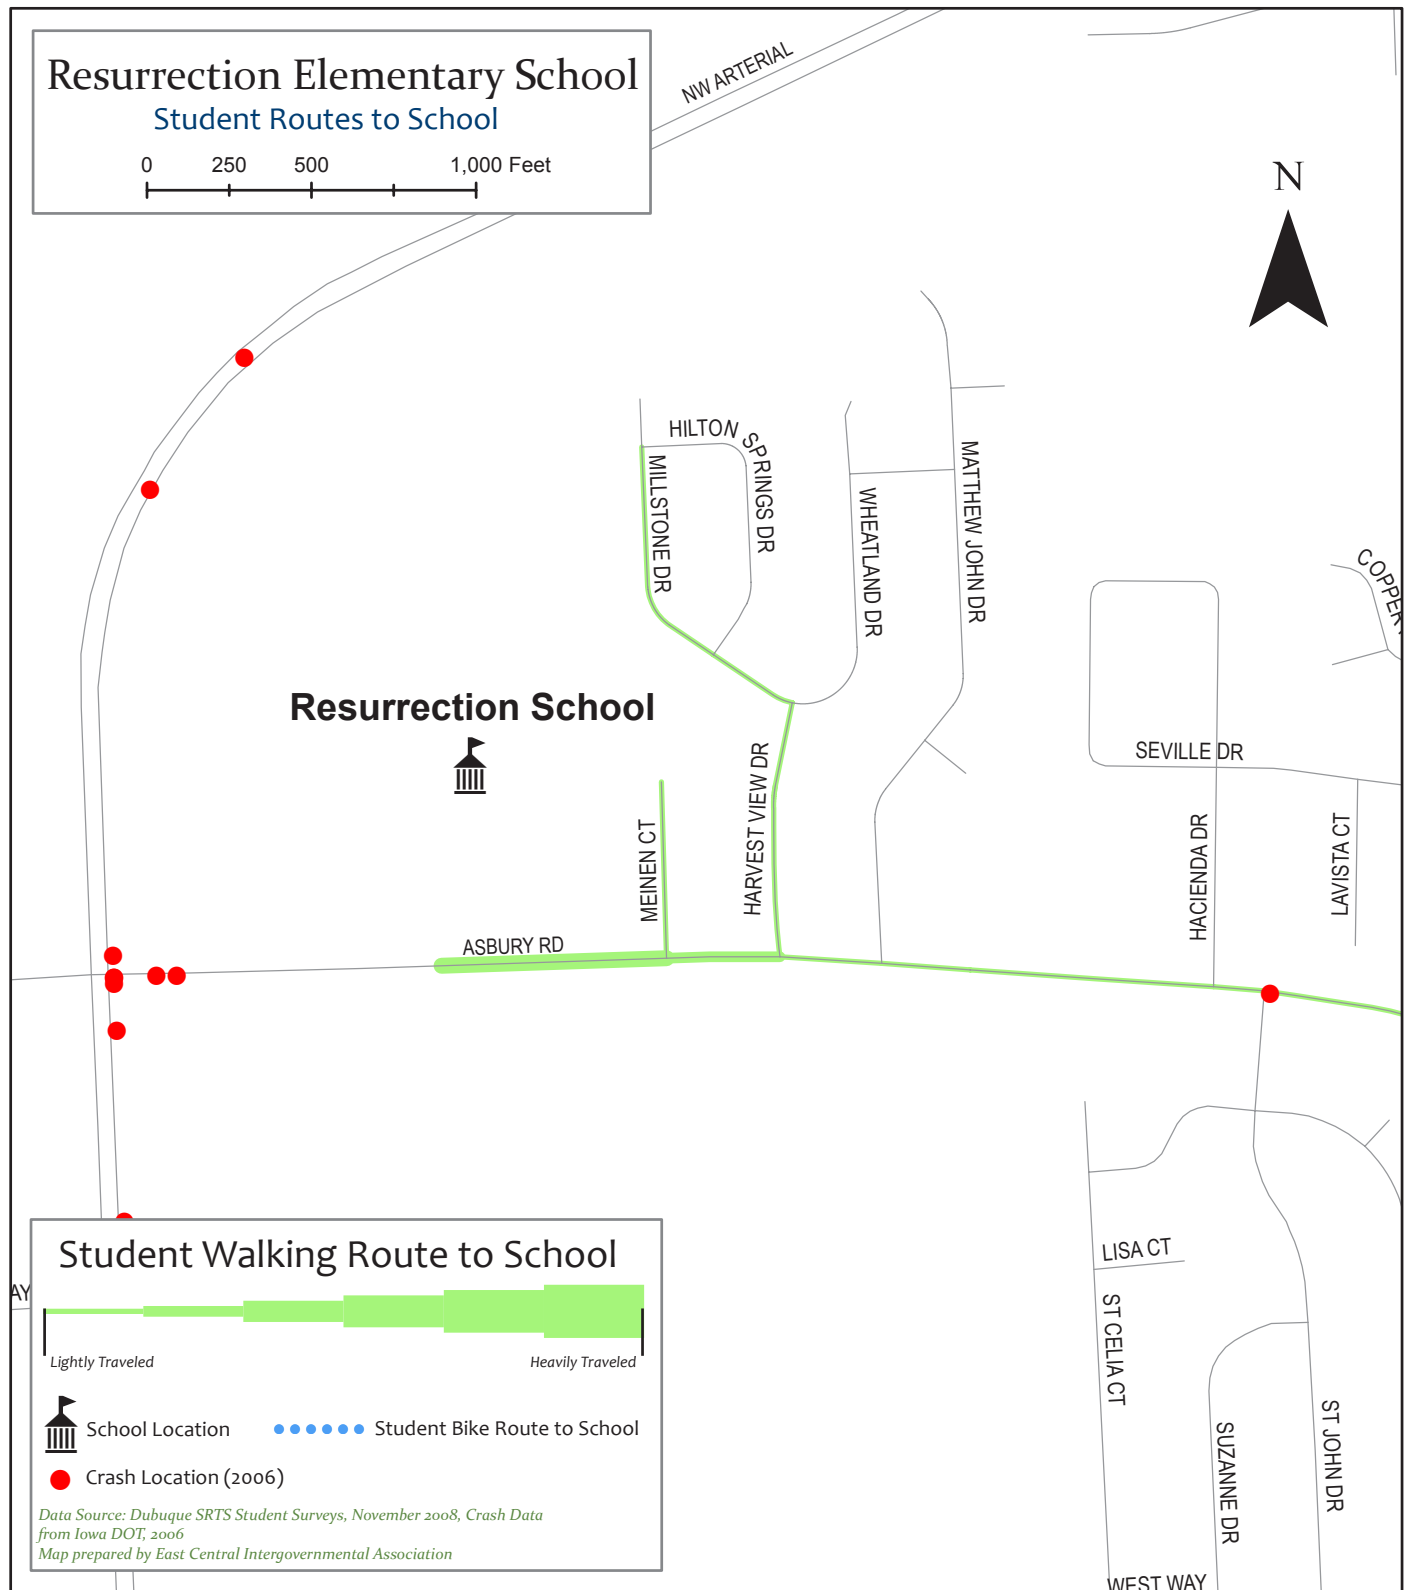 Resurrection Elementary School
Student Routes to School
0 250 500 1,000 Feet
NW ARTERIAL
N
HILTON SPRINGS DR
MILLSTONE DR
WHEATLAND DR
MATTHEW JOHN DR
COPPER
Resurrection School
SEVILLE DR
HARVEST VIEW DR
MEINEN CT
HACIENDA DR
LAVISTA CT
ASBURY RD
LISA CT
ST CELIA CT
SUZANNE DR
ST JOHN DR
WEST WAY
AY
Student Walking Route to School
Lightly Traveled Heavily Traveled
School Location Student Bike Route to School
Crash Location (2006)
Data Source: Dubuque SRTS Student Surveys, November 2008, Crash Data
from Iowa DOT, 2006
Map prepared by East Central Intergovernmental Association